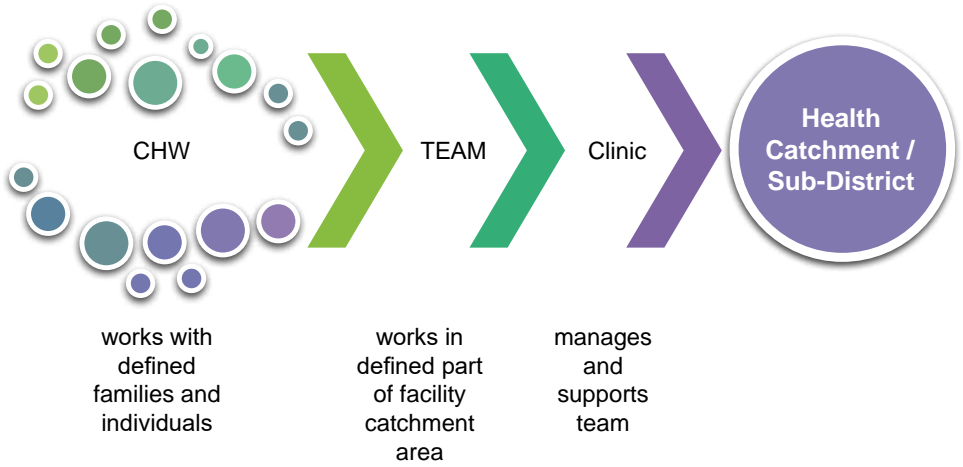 CHW
TEAM
Clinic
Health
Catchment /
Sub-District
works with
defined
families and
individuals
works in
defined part
of facility
catchment
area
manages
and
supports
team